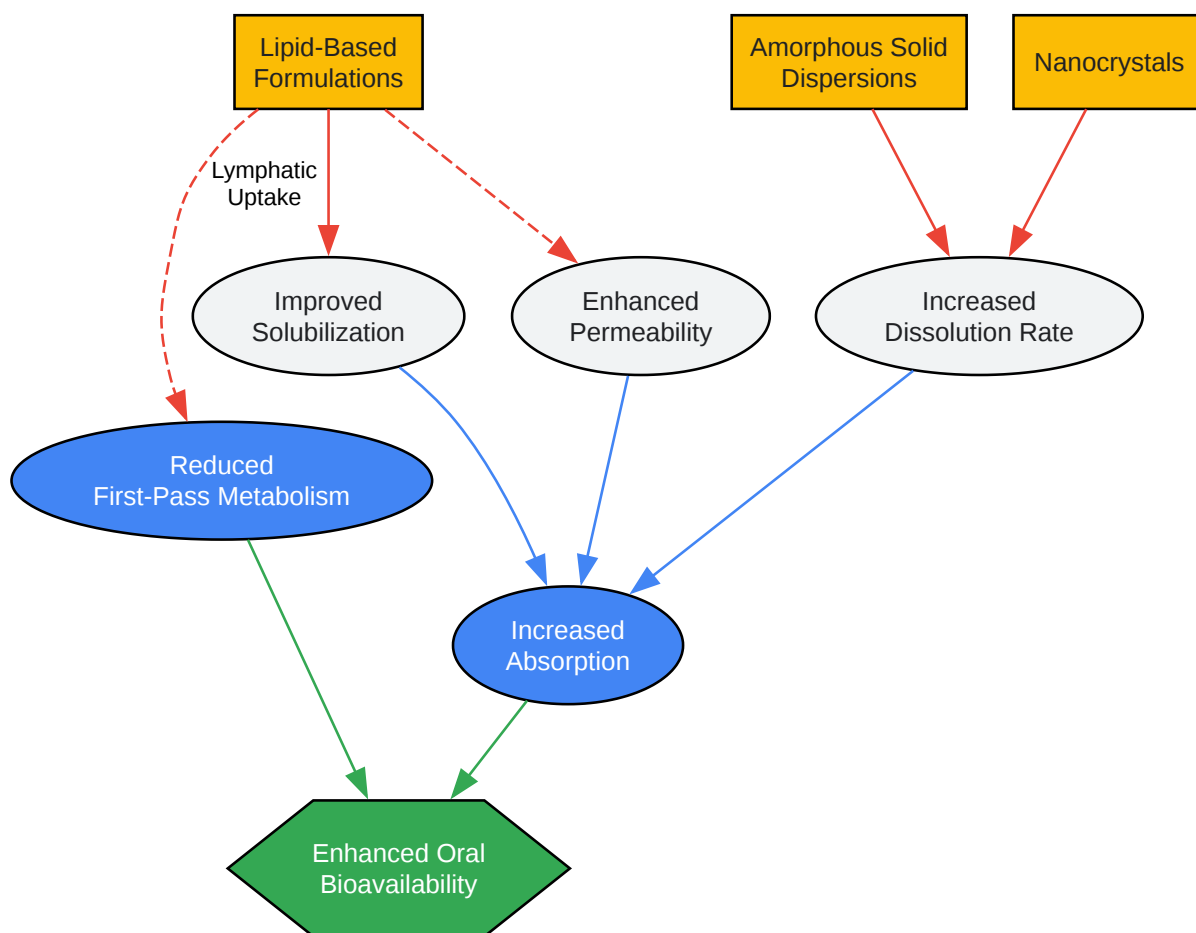 Lipid-Based
Formulations
Amorphous Solid
Dispersions
Nanocrystals
Lymphatic
Uptake
Improved
Solubilization
Enhanced
Permeability
Increased
Dissolution Rate
Reduced
First-Pass Metabolism
Increased
Absorption
Enhanced Oral
Bioavailability